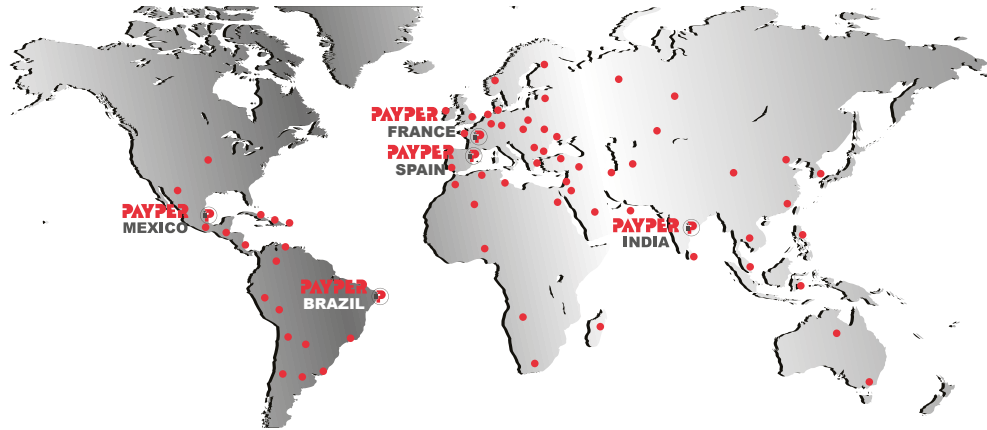 PAYPER
FRANCE
PAYPER
SPAIN
PAYPER
MEXICO
PAYPER
INDIA
PAYPER
BRAZIL